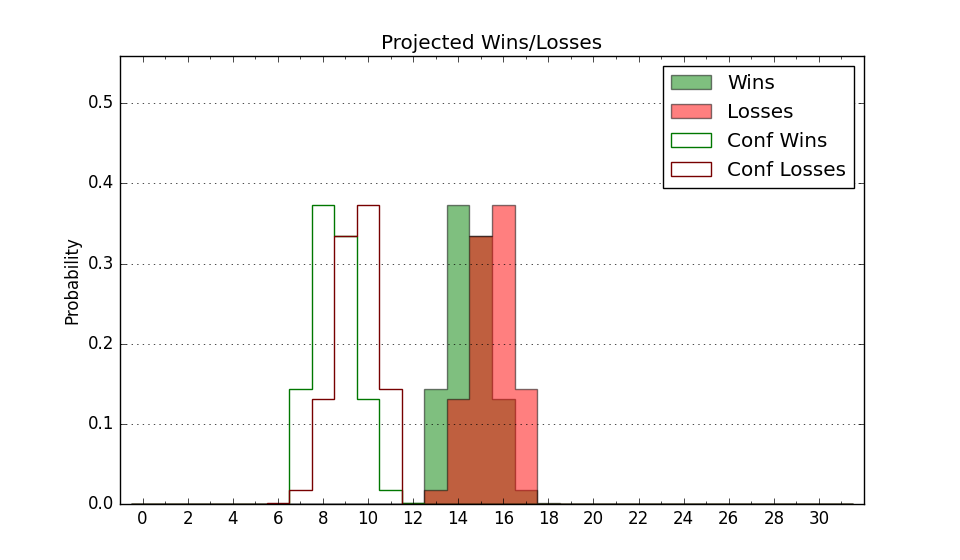 Projected Wins/Losses
Wins
Losses
Conf Wins
Conf Losses
Probability
0.5
0.4
0.3
0.2
0.1
0.0
0 2 4 6 8 10 12 14 16 18 20 22 24 26 28 30